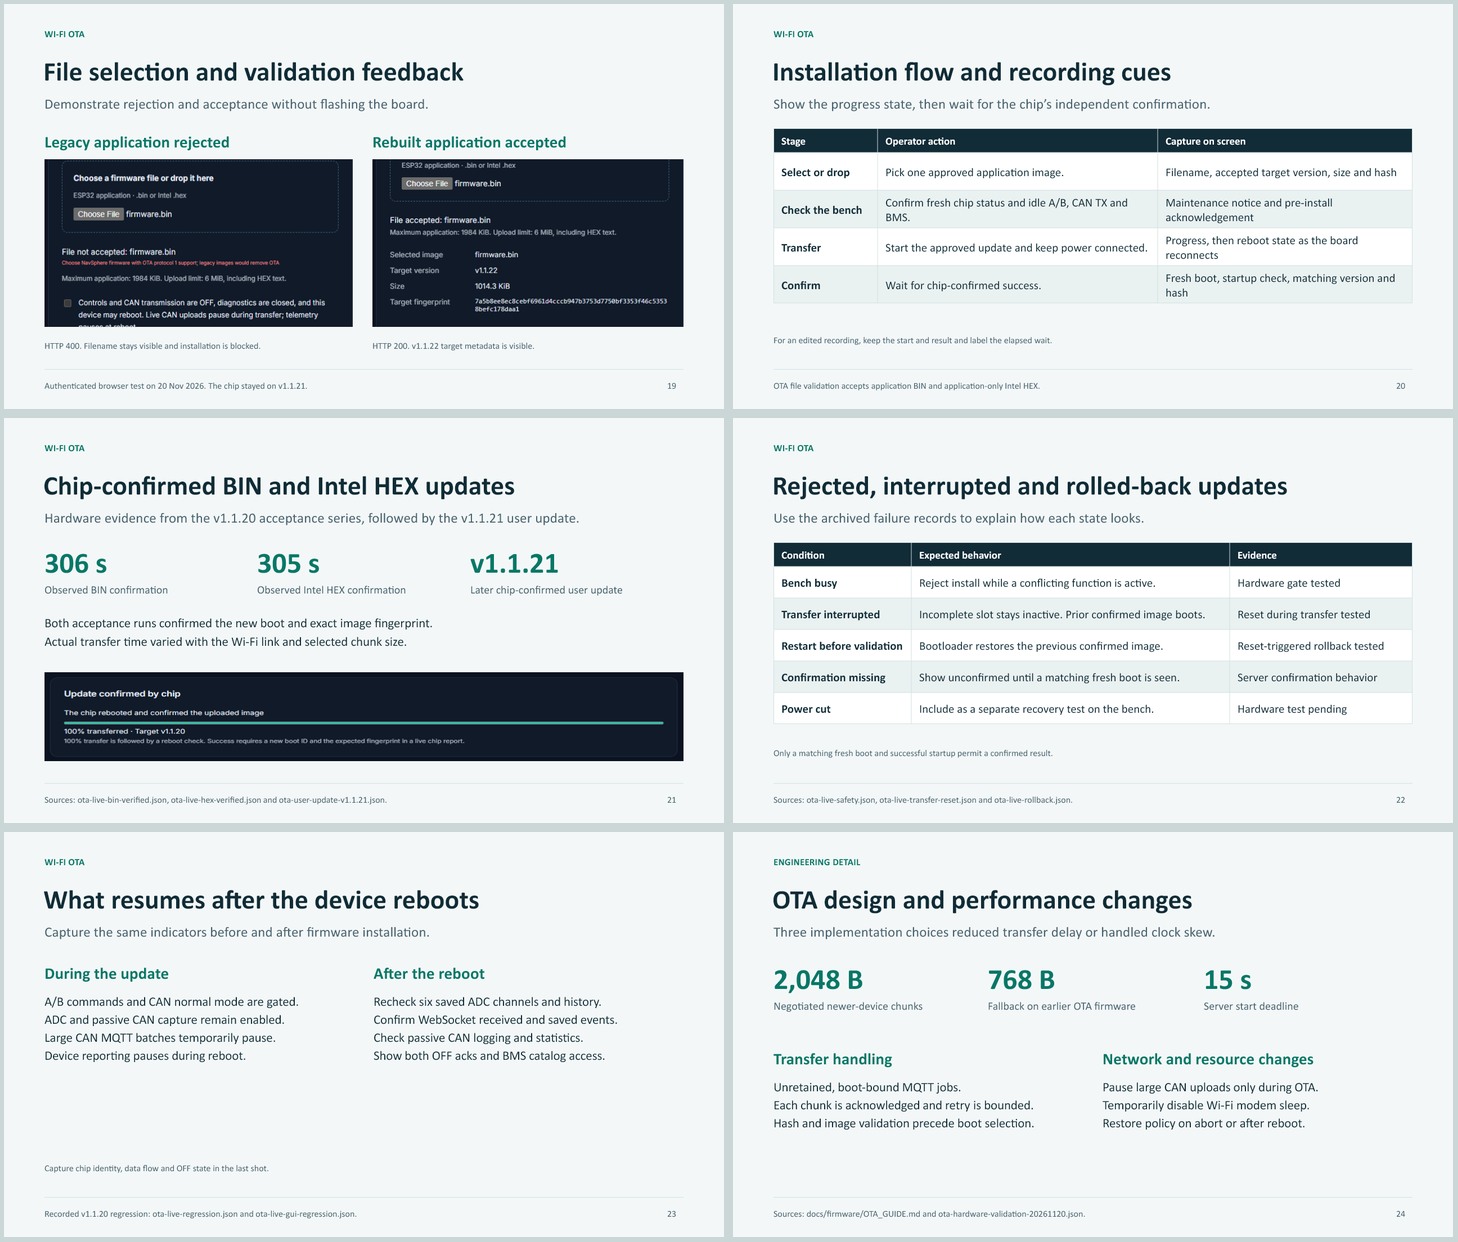 WI-FI OTA
File selection and validation feedback
Demonstrate rejection and acceptance without flashing the board.
Legacy application rejected
Choose a firmware file or drop it here
ESP32 application · .bin or Intel .hex
Choose File firmware.bin
File not accepted: firmware.bin
Choose NavSphere firmware with OTA protocol 1 support; legacy images would remove OTA
Maximum application: 1984 KiB. Upload limit: 6 MiB, including HEX text.
Controls and CAN transmission are OFF, diagnostics are closed, and this
device may reboot. Live CAN uploads pause during transfer; telemetry
pauses at reboot.
HTTP 400. Filename stays visible and installation is blocked.
Rebuilt application accepted
ESP32 application · .bin or Intel .hex
Choose File firmware.bin
File accepted: firmware.bin
Maximum application: 1984 KiB. Upload limit: 6 MiB, including HEX text.
Selected image firmware.bin
Target version v1.1.22
Size 1014.3 KiB
Target fingerprint 7a5b8ee8ec8cebf6961d4cccb947b3753d7750bf3353f46c5353
8befc178daa1
HTTP 200. v1.1.22 target metadata is visible.
Authenticated browser test on 20 Nov 2026. The chip stayed on v1.1.21.
19
WI-FI OTA
Installation flow and recording cues
Show the progress state, then wait for the chip's independent confirmation.
Stage Operator action Capture on screen
Select or drop Pick one approved application image. Filename, accepted target version, size and hash
Check the bench Confirm fresh chip status and idle A/B, CAN TX and
BMS.
Maintenance notice and pre-install
acknowledgement
Transfer Start the approved update and keep power connected. Progress, then reboot state as the board
reconnects
Confirm Wait for chip-confirmed success. Fresh boot, startup check, matching version and
hash
For an edited recording, keep the start and result and label the elapsed wait.
OTA file validation accepts application BIN and application-only Intel HEX.
20
WI-FI OTA
Chip-confirmed BIN and Intel HEX updates
Hardware evidence from the v1.1.20 acceptance series, followed by the v1.1.21 user update.
306 s 305 s v1.1.21
Observed BIN confirmation Observed Intel HEX confirmation Later chip-confirmed user update
Both acceptance runs confirmed the new boot and exact image fingerprint.
Actual transfer time varied with the Wi-Fi link and selected chunk size.
Update confirmed by chip
The chip rebooted and confirmed the uploaded image
100% transferred · Target v1.1.20
100% transfer is followed by a reboot check. Success requires a new boot ID and the expected fingerprint in a live chip report.
Sources: ota-live-bin-verified.json, ota-live-hex-verified.json and ota-user-update-v1.1.21.json.
21
WI-FI OTA
Rejected, interrupted and rolled-back updates
Use the archived failure records to explain how each state looks.
Condition Expected behavior Evidence
Bench busy Reject install while a conflicting function is active. Hardware gate tested
Transfer interrupted Incomplete slot stays inactive. Prior confirmed image boots. Reset during transfer tested
Restart before validation Bootloader restores the previous confirmed image. Reset-triggered rollback tested
Confirmation missing Show unconfirmed until a matching fresh boot is seen. Server confirmation behavior
Power cut Include as a separate recovery test on the bench. Hardware test pending
Only a matching fresh boot and successful startup permit a confirmed result.
Sources: ota-live-safety.json, ota-live-transfer-reset.json and ota-live-rollback.json.
22
WI-FI OTA
What resumes after the device reboots
Capture the same indicators before and after firmware installation.
During the update
A/B commands and CAN normal mode are gated.
ADC and passive CAN capture remain enabled.
Large CAN MQTT batches temporarily pause.
Device reporting pauses during reboot.
After the reboot
Recheck six saved ADC channels and history.
Confirm WebSocket received and saved events.
Check passive CAN logging and statistics.
Show both OFF acks and BMS catalog access.
Capture chip identity, data flow and OFF state in the last shot.
Recorded v1.1.20 regression: ota-live-regression.json and ota-live-gui-regression.json.
23
ENGINEERING DETAIL
OTA design and performance changes
Three implementation choices reduced transfer delay or handled clock skew.
2,048 B 768 B 15 s
Negotiated newer-device chunks Fallback on earlier OTA firmware Server start deadline
Transfer handling
Unretained, boot-bound MQTT jobs.
Each chunk is acknowledged and retry is bounded.
Hash and image validation precede boot selection.
Network and resource changes
Pause large CAN uploads only during OTA.
Temporarily disable Wi-Fi modem sleep.
Restore policy on abort or after reboot.
Sources: docs/firmware/OTA_GUIDE.md and ota-hardware-validation-20261120.json.
24